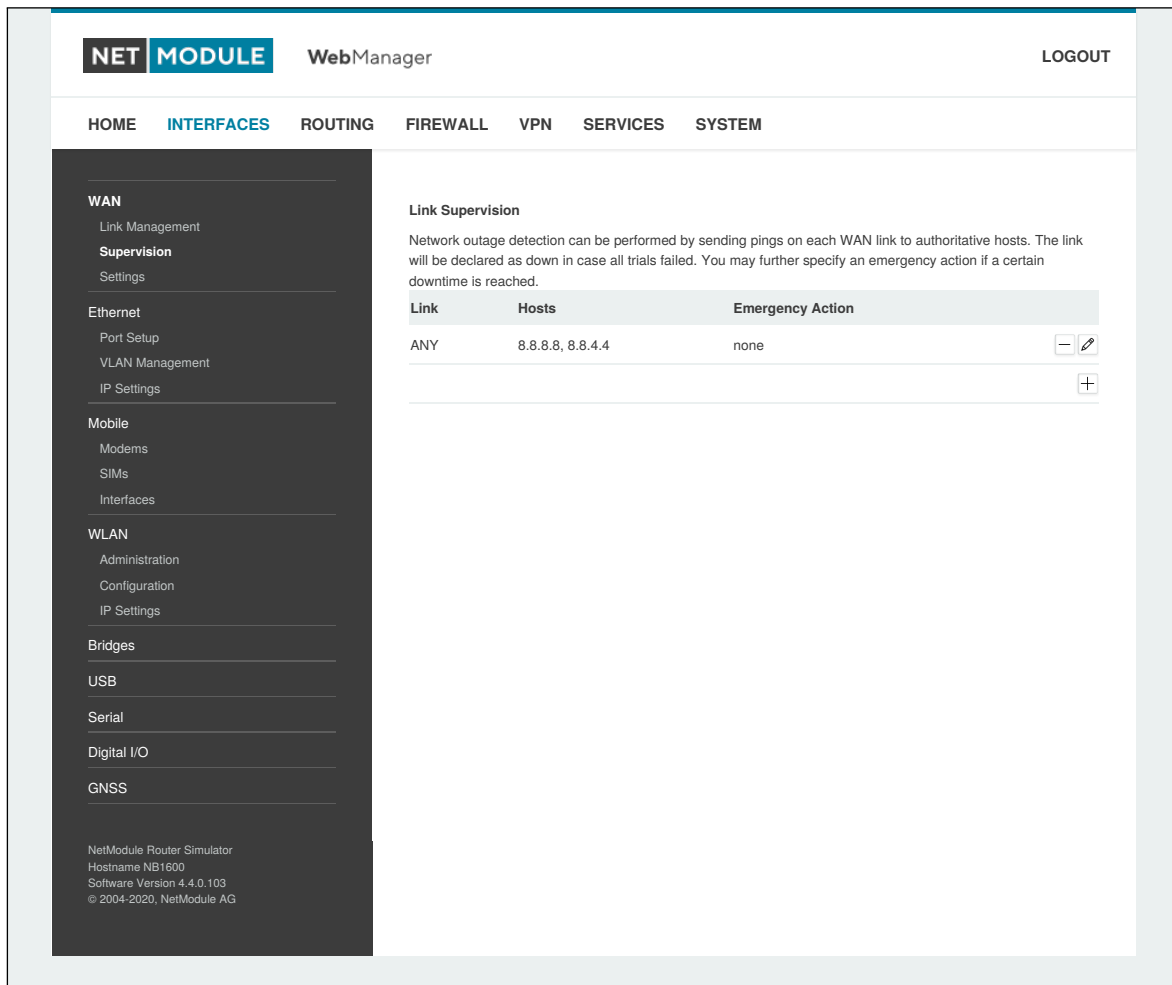 NET MODULE WebManager LOGOUT
HOME INTERFACES ROUTING FIREWALL VPN SERVICES SYSTEM
WAN
Link Management
Supervision
Settings
Ethernet
Port Setup
VLAN Management
IP Settings
Mobile
Modems
SIMs
Interfaces
WLAN
Administration
Configuration
IP Settings
Bridges
USB
Serial
Digital I/O
GNSS
NetModule Router Simulator
Hostname NB1600
Software Version 4.4.0.103
© 2004-2020, NetModule AG
Link Supervision
Network outage detection can be performed by sending pings on each WAN link to authoritative hosts. The link
will be declared as down in case all trials failed. You may further specify an emergency action if a certain
downtime is reached.
Link Hosts Emergency Action
ANY 8.8.8.8, 8.8.4.4 none